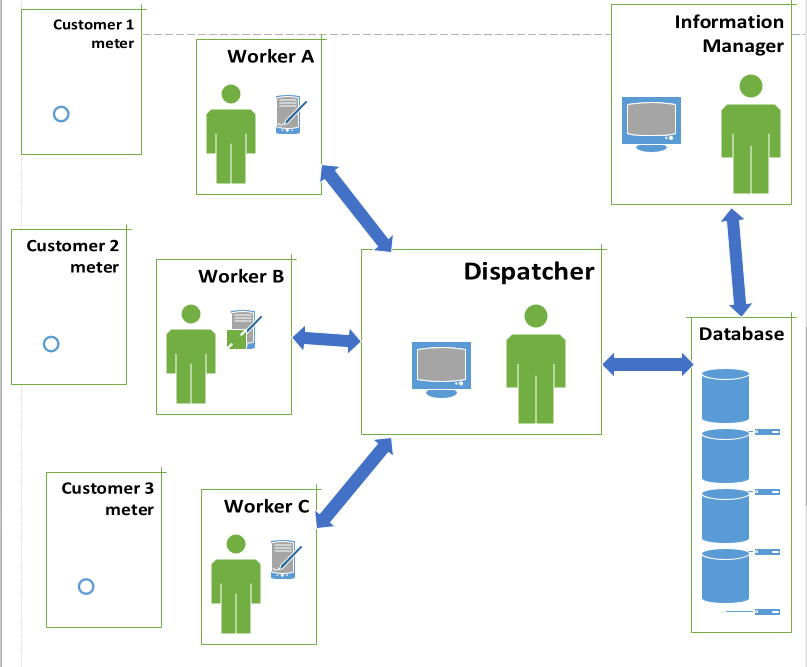 Customer 1
meter
Worker A
Information
Manager
Customer 2
meter
Worker B
Dispatcher
Database
Customer 3
meter
Worker C